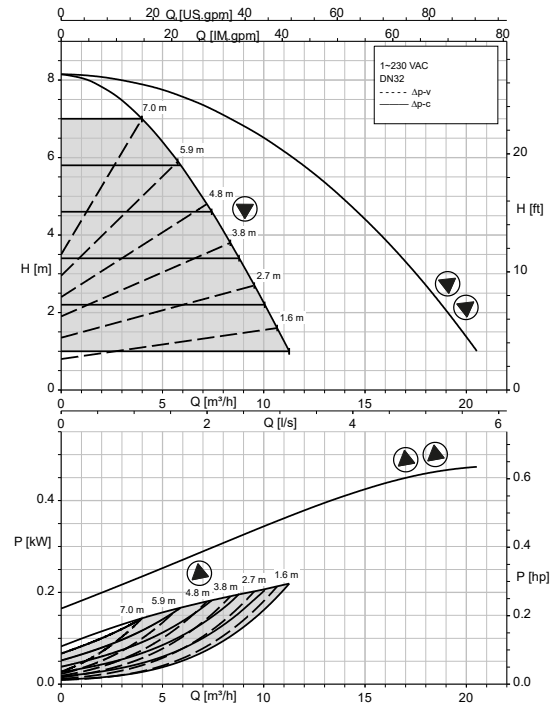 Q [US.gpm]
0 20 40 60 80
Q [IM.gpm]
0 20 40 60 80
1~230 VAC
DN32
Δp-v
Δp-c
8
6
4
2
0
H [m]
20
10
0
H [ft]
7.0 m
5.9 m
4.8 m
3.8 m
2.7 m
1.6 m
0 5 10 15 20
Q [m³/h]
0 2 4 6
Q [l/s]
0.4
0.2
0.0
P [kW]
0.6
0.4
0.2
0.0
P [hp]
7.0 m
5.9 m
4.8 m
3.8 m
2.7 m
1.6 m
0 5 10 15 20
Q [m³/h]